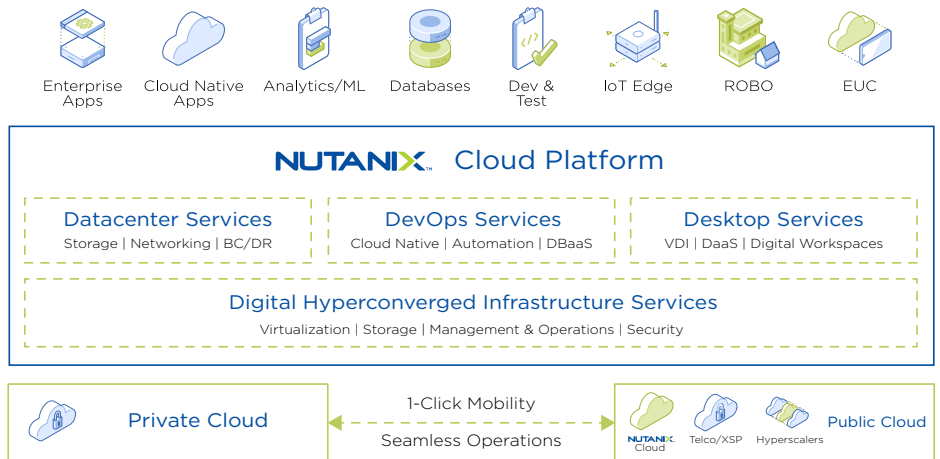 Enterprise
Apps
Cloud Native
Apps
Analytics/ML
Databases
Dev &
Test
IoT Edge
ROBO
EUC
NUTANIX™ Cloud Platform
Datacenter Services
Storage | Networking | BC/DR
DevOps Services
Cloud Native | Automation | DBaaS
Desktop Services
VDI | DaaS | Digital Workspaces
Digital Hyperconverged Infrastructure Services
Virtualization | Storage | Management & Operations | Security
Private Cloud
1-Click Mobility
Seamless Operations
NUTANIX
Cloud
Telco/XSP
Hyperscalers
Public Cloud